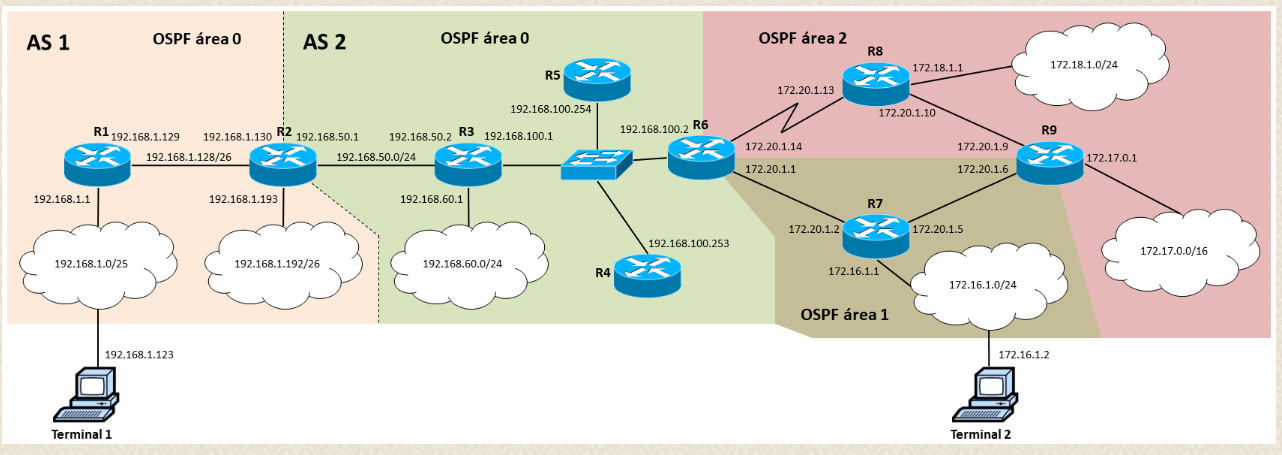 AS 1
OSPF área 0
AS 2
OSPF área 0
OSPF área 2
R8
172.18.1.1
172.18.1.0/24
R5
172.20.1.13
192.168.100.254
172.20.1.10
R1
192.168.1.129
192.168.1.130
R2
192.168.50.1
192.168.50.2
R3
192.168.100.1
192.168.100.2
R6
R9
192.168.1.128/26
192.168.50.0/24
172.20.1.14
172.20.1.9
172.17.0.1
172.20.1.1
172.20.1.6
192.168.1.1
192.168.1.193
192.168.60.1
R7
172.20.1.2
172.20.1.5
192.168.100.253
192.168.1.0/25
192.168.1.192/26
192.168.60.0/24
R4
172.16.1.1
172.17.0.0/16
172.16.1.0/24
OSPF área 1
192.168.1.123
172.16.1.2
Terminal 1
Terminal 2